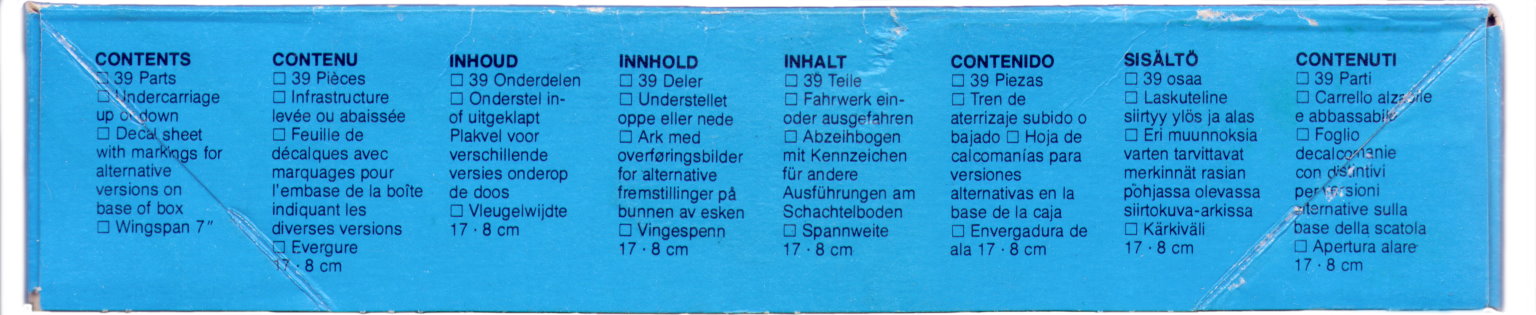 CONTENTS
☐ 39 Parts
☐ Undercarriage
up or down
☐ Decal sheet
with markings for
alternative
versions on
base of box
☐ Wingspan 7"
CONTENU
☐ 39 Pièces
☐ Infrastructure
levée ou abaissée
☐ Feuille de
décalques avec
marquages pour
l'embase de la boîte
indiquant les
diverses versions
☐ Evergure
17·8 cm
INHOUD
☐ 39 Onderdelen
☐ Onderstel in-
of uitgeklapt
Plakvel voor
verschillende
versies onderop
de doos
☐ Vleugelwijdte
17·8 cm
INNHOLD
☐ 39 Deler
☐ Understellet
oppe eller nede
☐ Ark med
overføringsbilder
for alternative
fremstillinger på
bunnen av esken
☐ Vingespenn
17·8 cm
INHALT
☐ 39 Teile
☐ Fahrwerk ein-
oder ausgefahren
☐ Abzeihbogen
mit Kennzeichen
für andere
Ausführungen am
Schachtelboden
☐ Spannweite
17·8 cm
CONTENIDO
☐ 39 Piezas
☐ Tren de
aterrizaje subido o
bajado ☐ Hoja de
calcomanías para
versiones
alternativas en la
base de la caja
☐ Envergadura de
ala 17·8 cm
SISÄLTÖ
☐ 39 osaa
☐ Laskuteline
siirtyy ylös ja alas
☐ Eri muunnoksia
varten tarvittavat
merkinnät rasian
pohjassa olevassa
siirtokuva-arkissa
☐ Kärkiväli
17·8 cm
CONTENUTI
☐ 39 Parti
☐ Carrello alzabile
e abbassabile
☐ Foglio
decalcomanie
con distintivi
per versioni
alternative sulla
base della scatola
☐ Apertura alare
17·8 cm